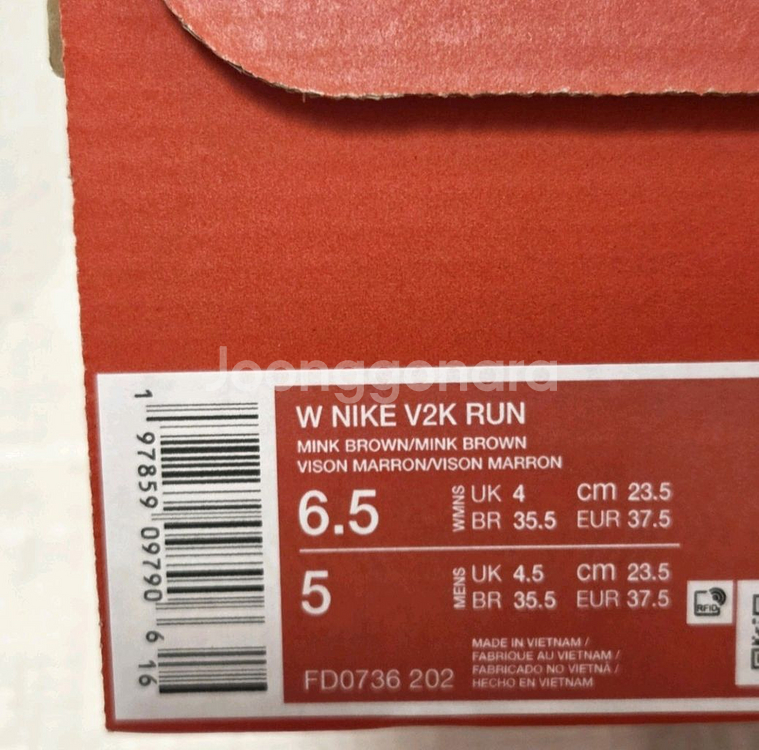 Joonggonara
W NIKE V2K RUN
MINK BROWN/MINK BROWN
VISON MARRON/VISON MARRON
6.5 WMNS UK 4 cm 23.5
BR 35.5 EUR 37.5
5 MENS UK 4.5 cm 23.5
BR 35.5 EUR 37.5
RFID
MADE IN VIETNAM /
FABRIQUE AU VIETNAM /
FABRICADO NO VIETNÃ /
HECHO EN VIETNAM
FD0736 202
1 97859 09790 6 16